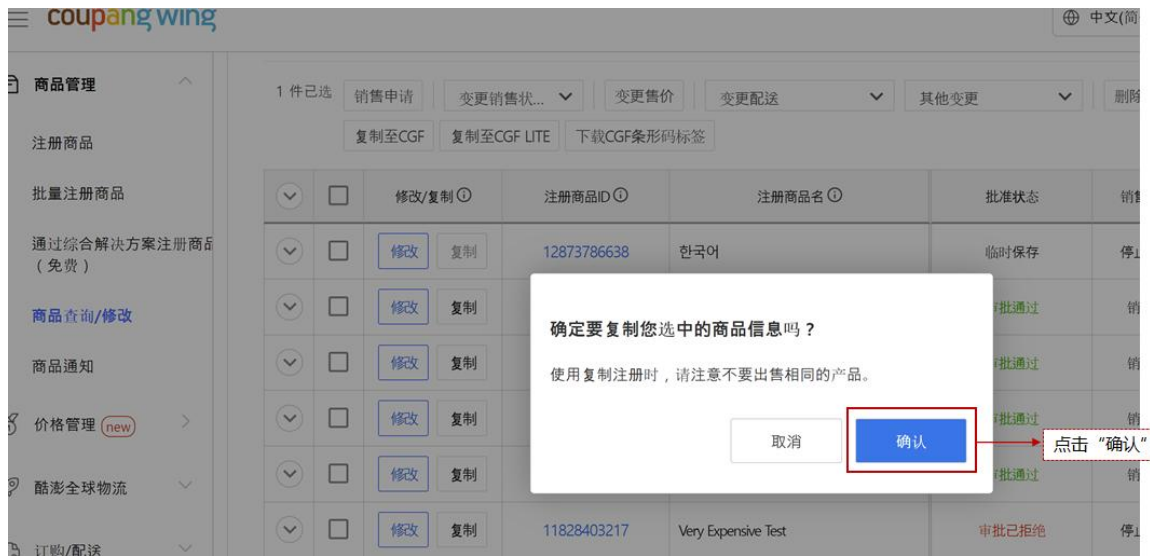 coupang wing
中文(简
商品管理
1 件已选 销售申请 变更销售状... 变更售价 变更配送 其他变更 删除
复制至CGF 复制至CGF LITE 下载CGF条形码标签
注册商品
批量注册商品
修改/复制 注册商品ID 注册商品名 批准状态 销售
通过综合解决方案注册商品
(免费)
修改 复制 12873786638 한국어 临时保存 停止
商品查询/修改
修改 复制 审批通过 销
商品通知
修改 复制 审批通过 销
价格管理 new
修改 复制 审批通过 销
酷澎全球物流
修改 复制 审批通过 销
订购/配送
修改 复制 11828403217 Very Expensive Test 审批已拒绝 停止
确定要复制您选中的商品信息吗?
使用复制注册时,请注意不要出售相同的产品。
取消 确认
点击“确认“